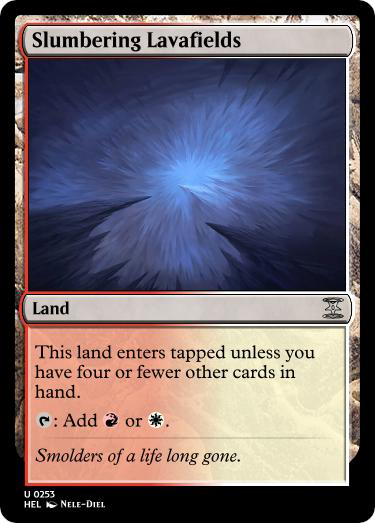 Slumbering Lavafields
Land
This land enters tapped unless you
have four or fewer other cards in
hand.
: Add or .
Smolders of a life long gone.
U 0253
HEL Nele-Diel